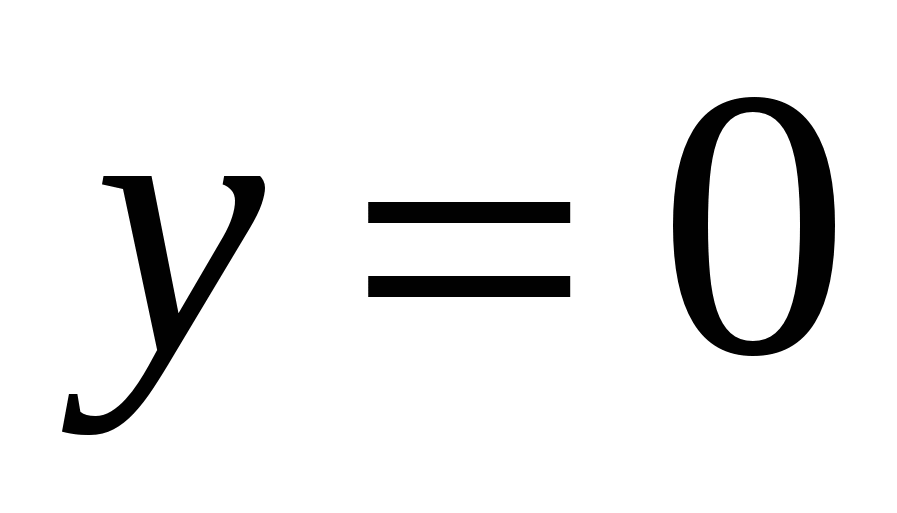 y = 0